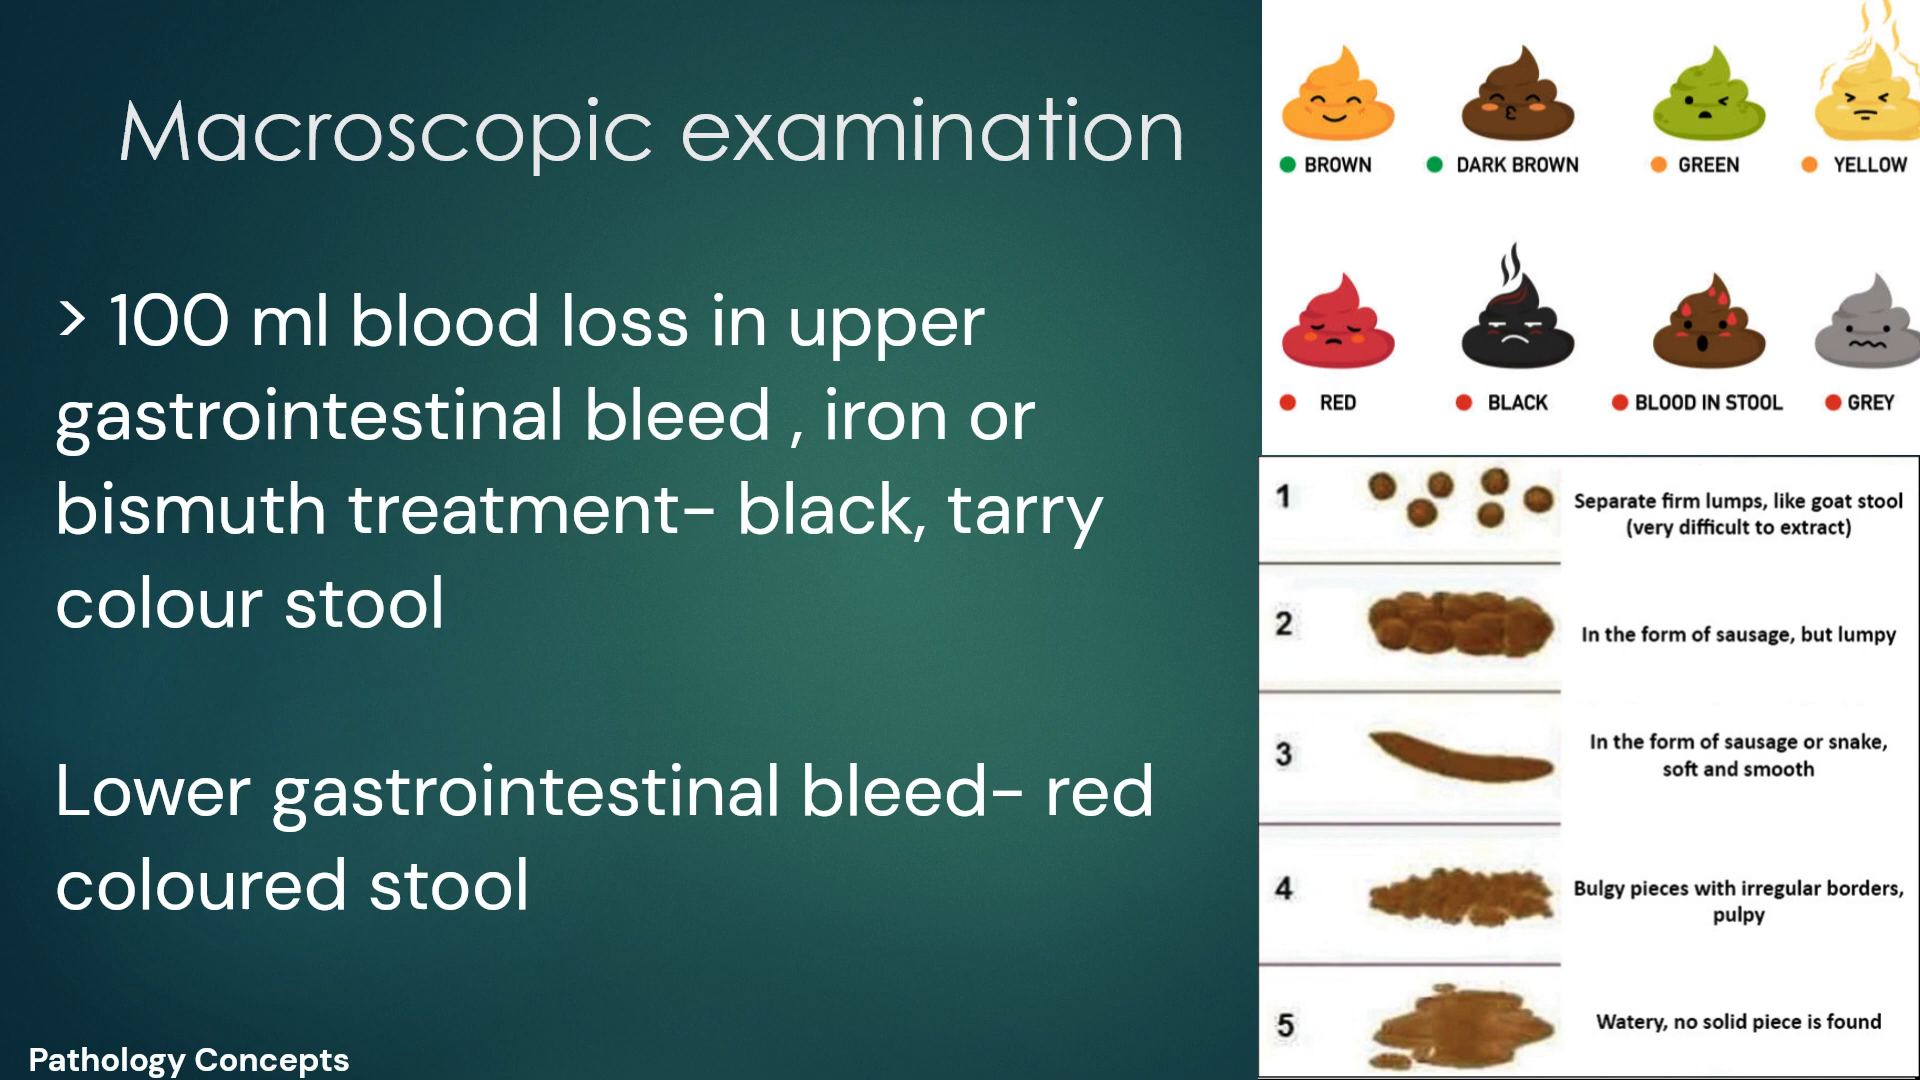 Macroscopic examination
> 100 ml blood loss in upper
gastrointestinal bleed , iron or
bismuth treatment- black, tarry
colour stool
Lower gastrointestinal bleed- red
coloured stool
Pathology Concepts
BROWN
DARK BROWN
GREEN
YELLOW
RED
BLACK
BLOOD IN STOOL
GREY
1
Separate firm lumps, like goat stool
(very difficult to extract)
2
In the form of sausage, but lumpy
3
In the form of sausage or snake,
soft and smooth
4
Bulgy pieces with irregular borders,
pulpy
5
Watery, no solid piece is found